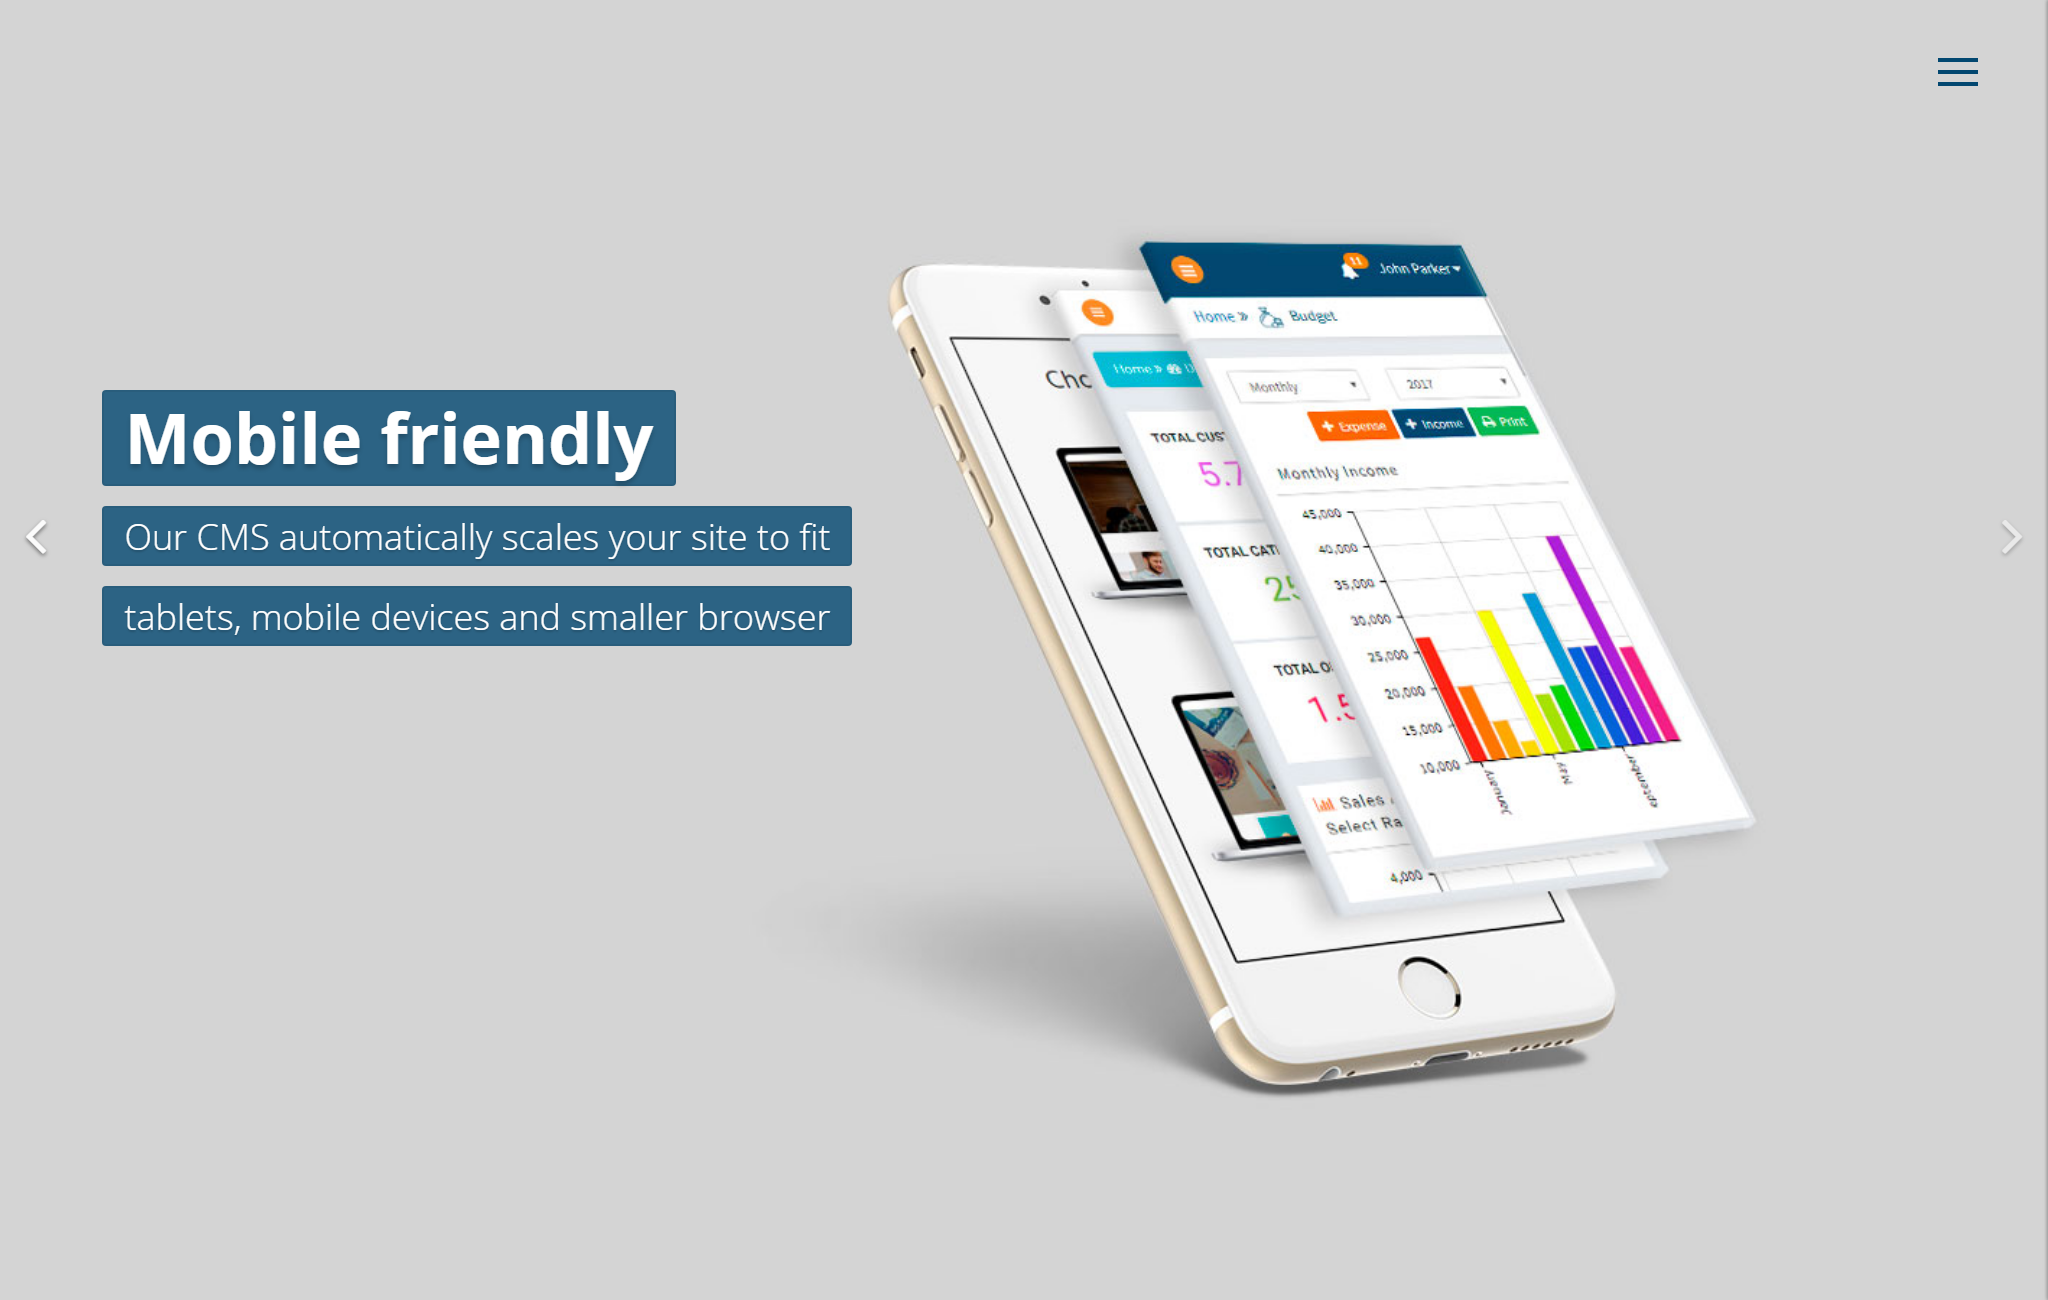 Mobile friendly
Our CMS automatically scales your site to fit
tablets, mobile devices and smaller browser
11
John Parker
Home » Budget
Monthly
2017
Expense
Income
Print
Monthly Income
45,000
40,000
35,000
30,000
25,000
20,000
15,000
10,000
January
May
eptember
Cho
Home »
TOTAL CUS
5.7
TOTAL CAT
25
TOTAL O
1.5
Sales
Select Ra
4,000